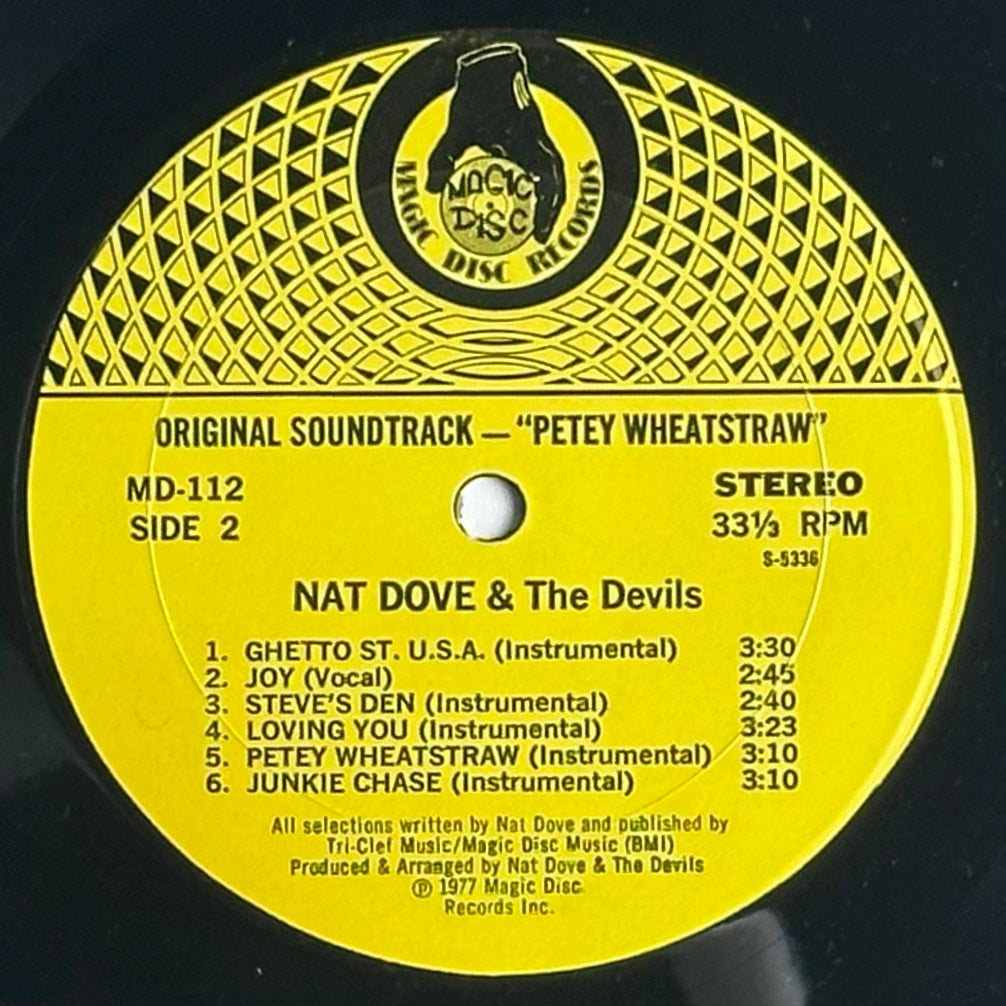 MAGIC
DISC
MAGIC DISC RECORDS
ORIGINAL SOUNDTRACK — "PETEY WHEATSTRAW"
MD-112
SIDE 2
STEREO
33⅓ RPM
S-5336
NAT DOVE & The Devils
1. GHETTO ST. U.S.A. (Instrumental) 3:30
2. JOY (Vocal) 2:45
3. STEVE'S DEN (Instrumental) 2:40
4. LOVING YOU (Instrumental) 3:23
5. PETEY WHEATSTRAW (Instrumental) 3:10
6. JUNKIE CHASE (Instrumental) 3:10
All selections written by Nat Dove and published by
Tri-Clef Music/Magic Disc Music (BMI)
Produced & Arranged by Nat Dove & The Devils
℗ 1977 Magic Disc
Records Inc.